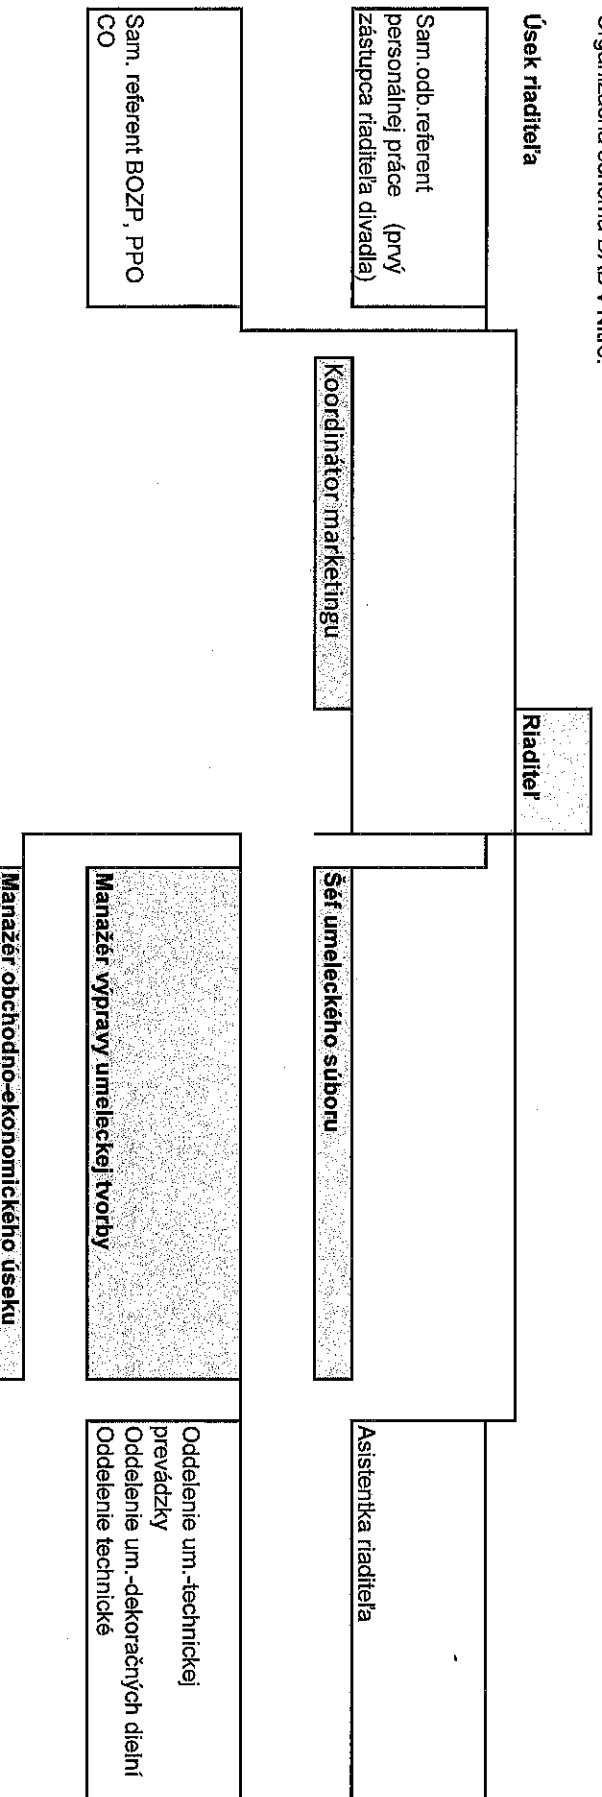 Úsek riaditeľa
Riaditeľ
Sam.odb.referent
personálnej práce (prvý
zástupca riaditeľa divadla)
Asistentka riaditeľa
Koordinátor marketingu
Šéf umeleckého súboru
Sam. referent BOZP, PPO
CO
Manažér výpravy umeleckej tvorby
Oddelenie um.-technickej
prevádzky
Oddelenie um.-dekoračných dielní
Oddelenie technické
Manažér obchodno-ekonomického úseku